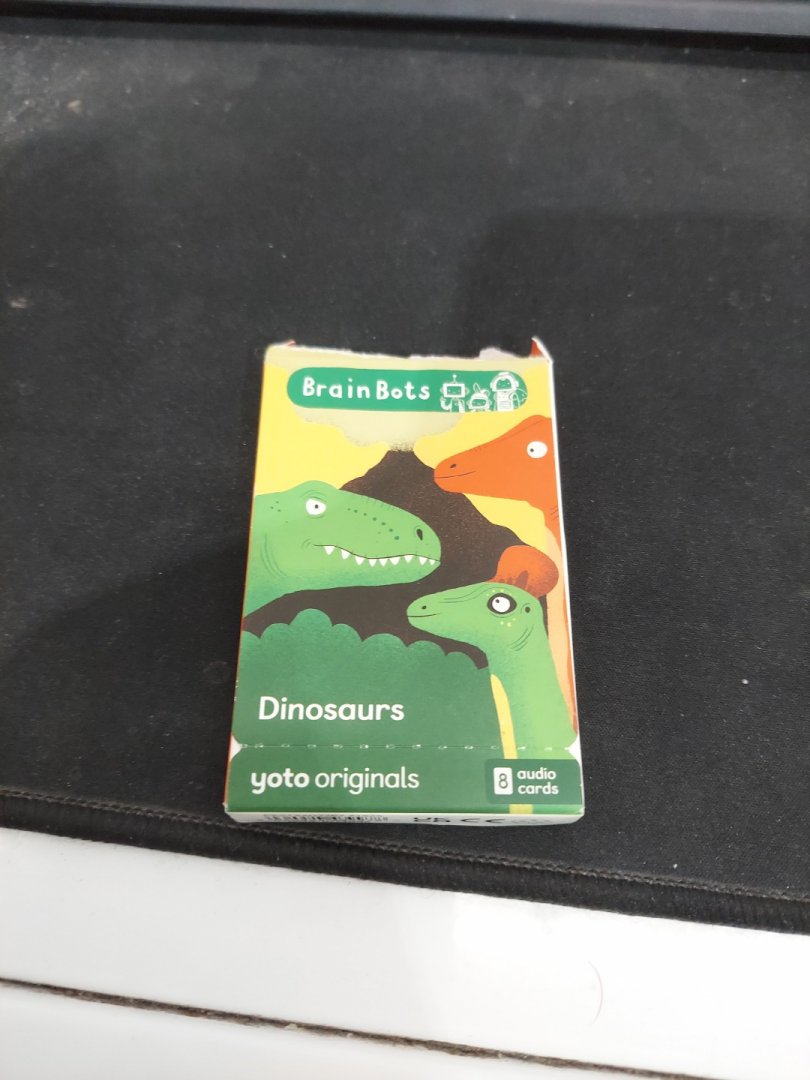 BrainBots
Dinosaurs
yoto originals
8
audio
cards